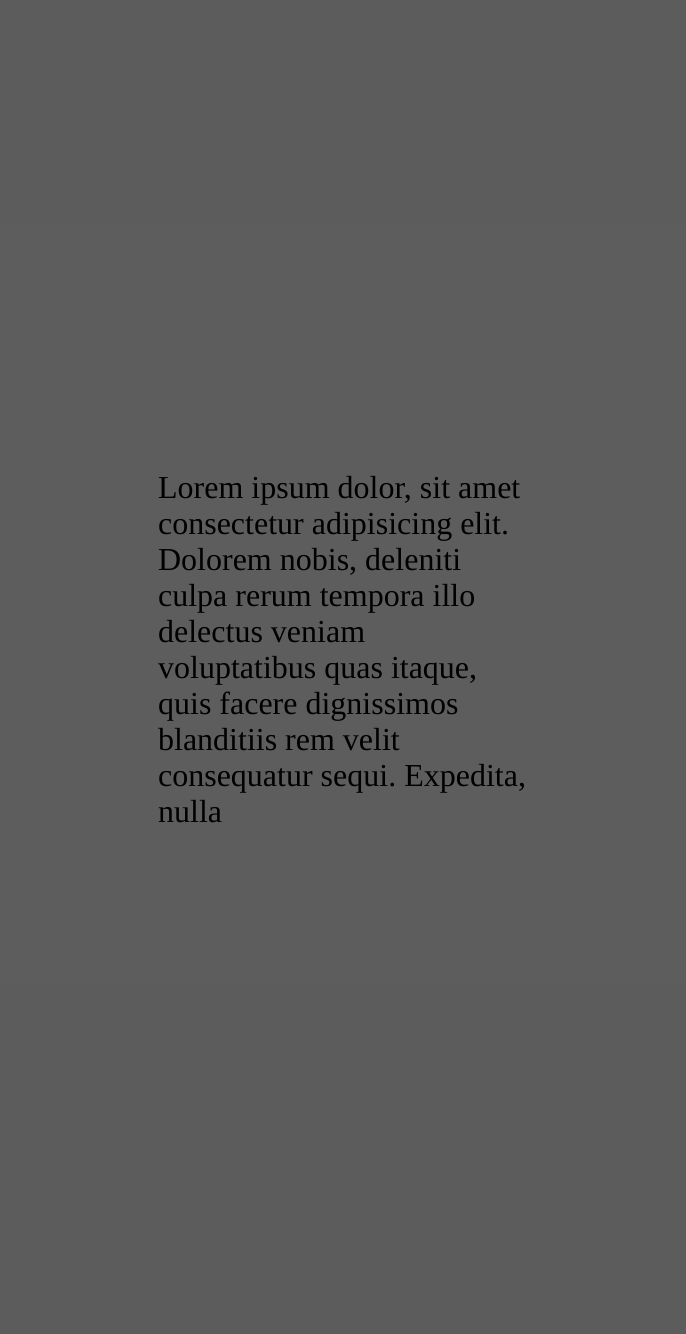 Lorem ipsum dolor, sit amet
consectetur adipisicing elit.
Dolorem nobis, deleniti
culpa rerum tempora illo
delectus veniam
voluptatibus quas itaque,
quis facere dignissimos
blanditiis rem velit
consequatur sequi. Expedita,
nulla